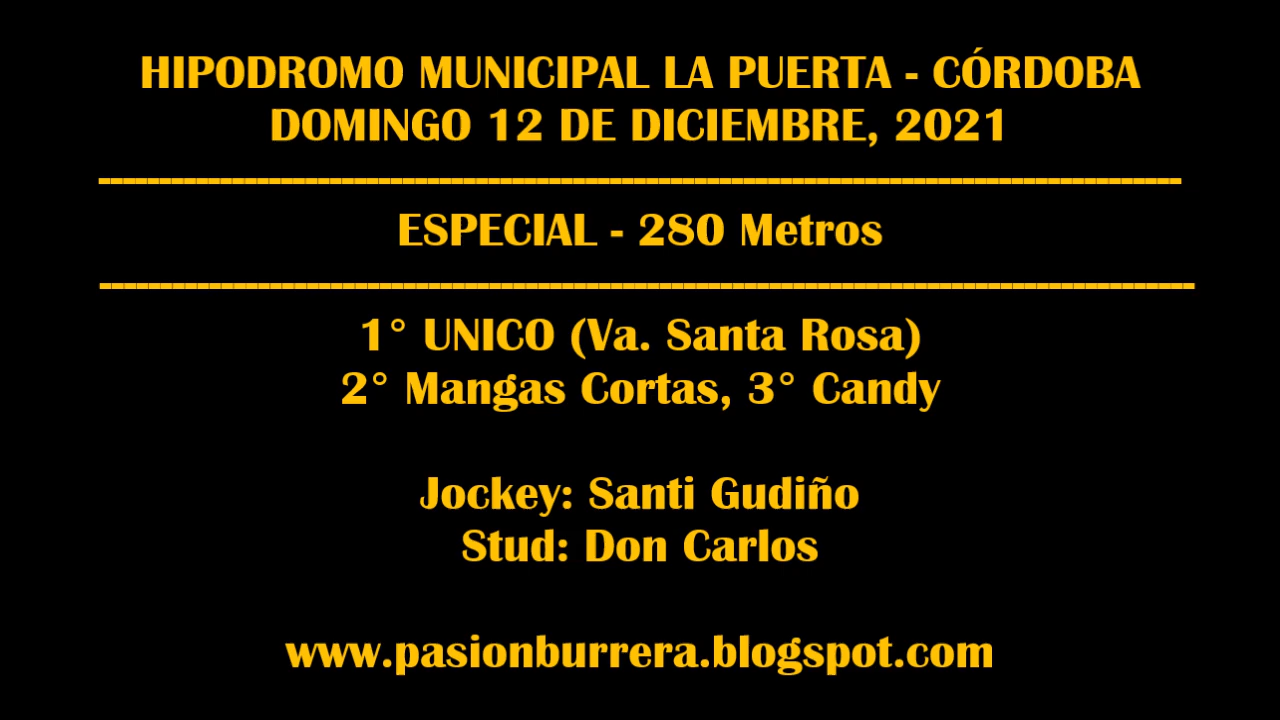 HIPODROMO MUNICIPAL LA PUERTA - CÓRDOBA
DOMINGO 12 DE DICIEMBRE, 2021
ESPECIAL - 280 Metros
1° UNICO (Va. Santa Rosa)
2° Mangas Cortas, 3° Candy
Jockey: Santi Gudiño
Stud: Don Carlos
www.pasionburrera.blogspot.com